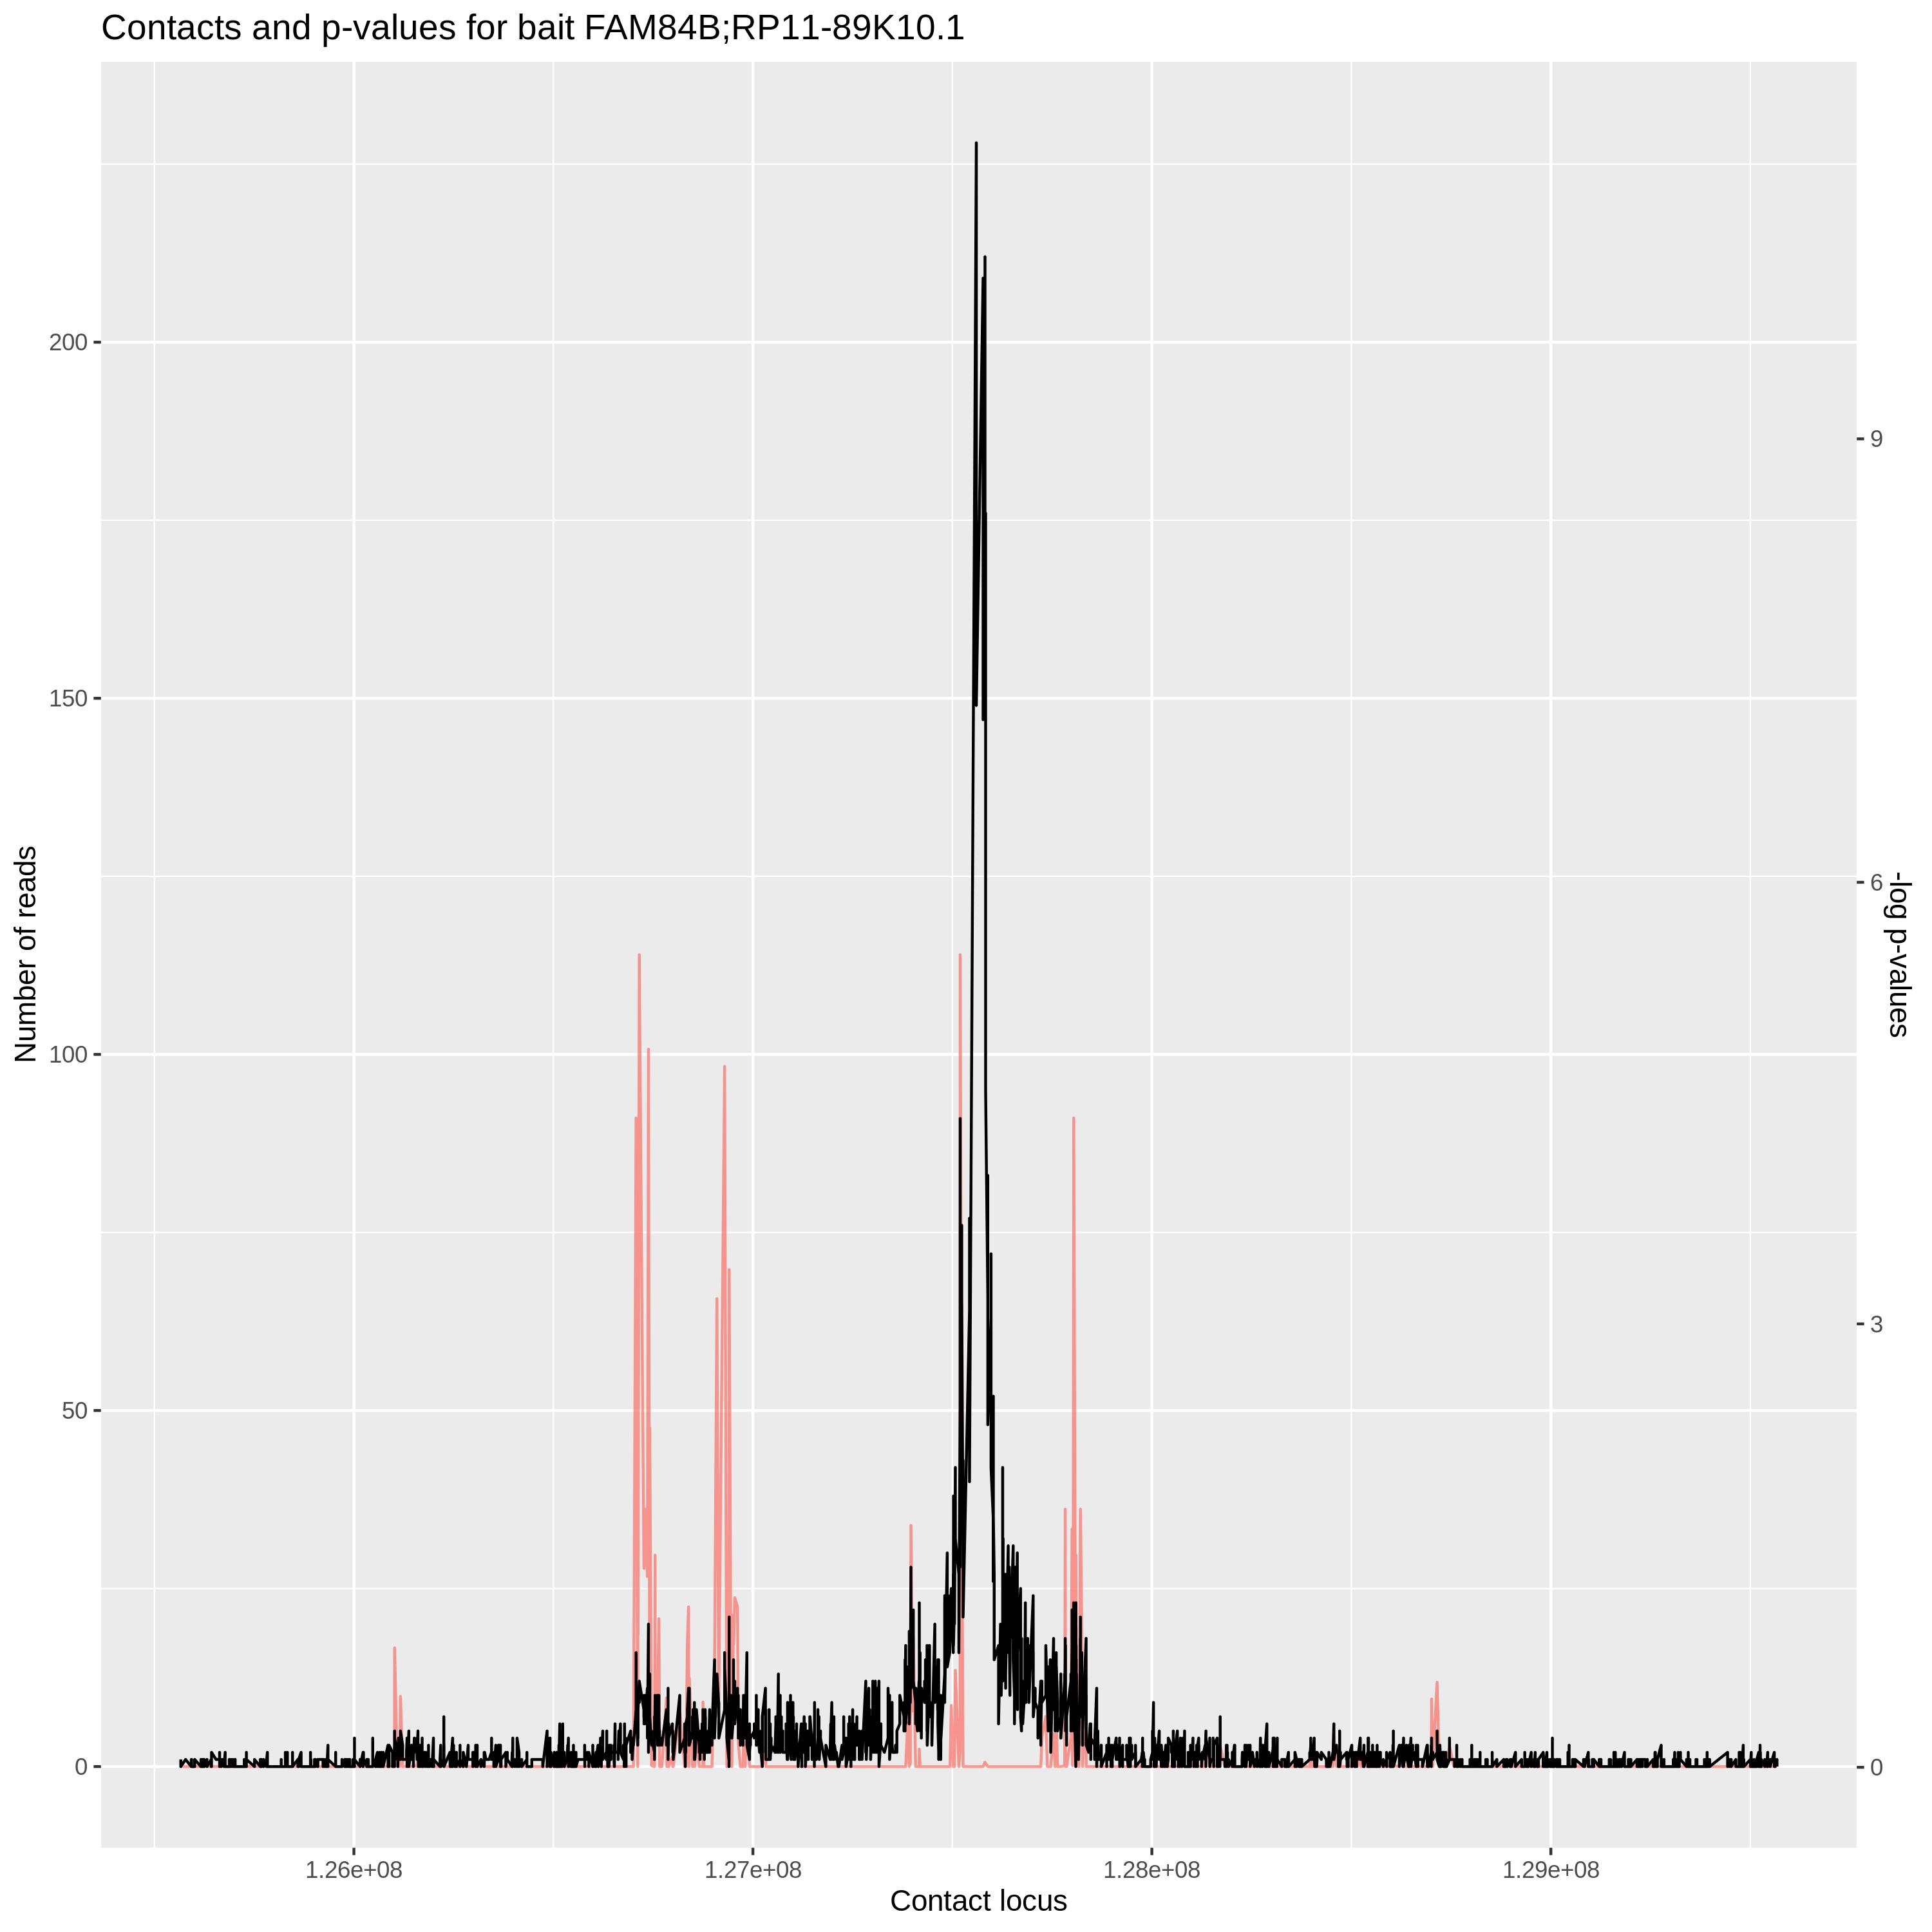 Contacts and p-values for bait FAM84B;RP11-89K10.1
Number of reads
200
150
100
50
0
9
6
3
0
-log p-values
1.26e+08 1.27e+08 1.28e+08 1.29e+08
Contact locus